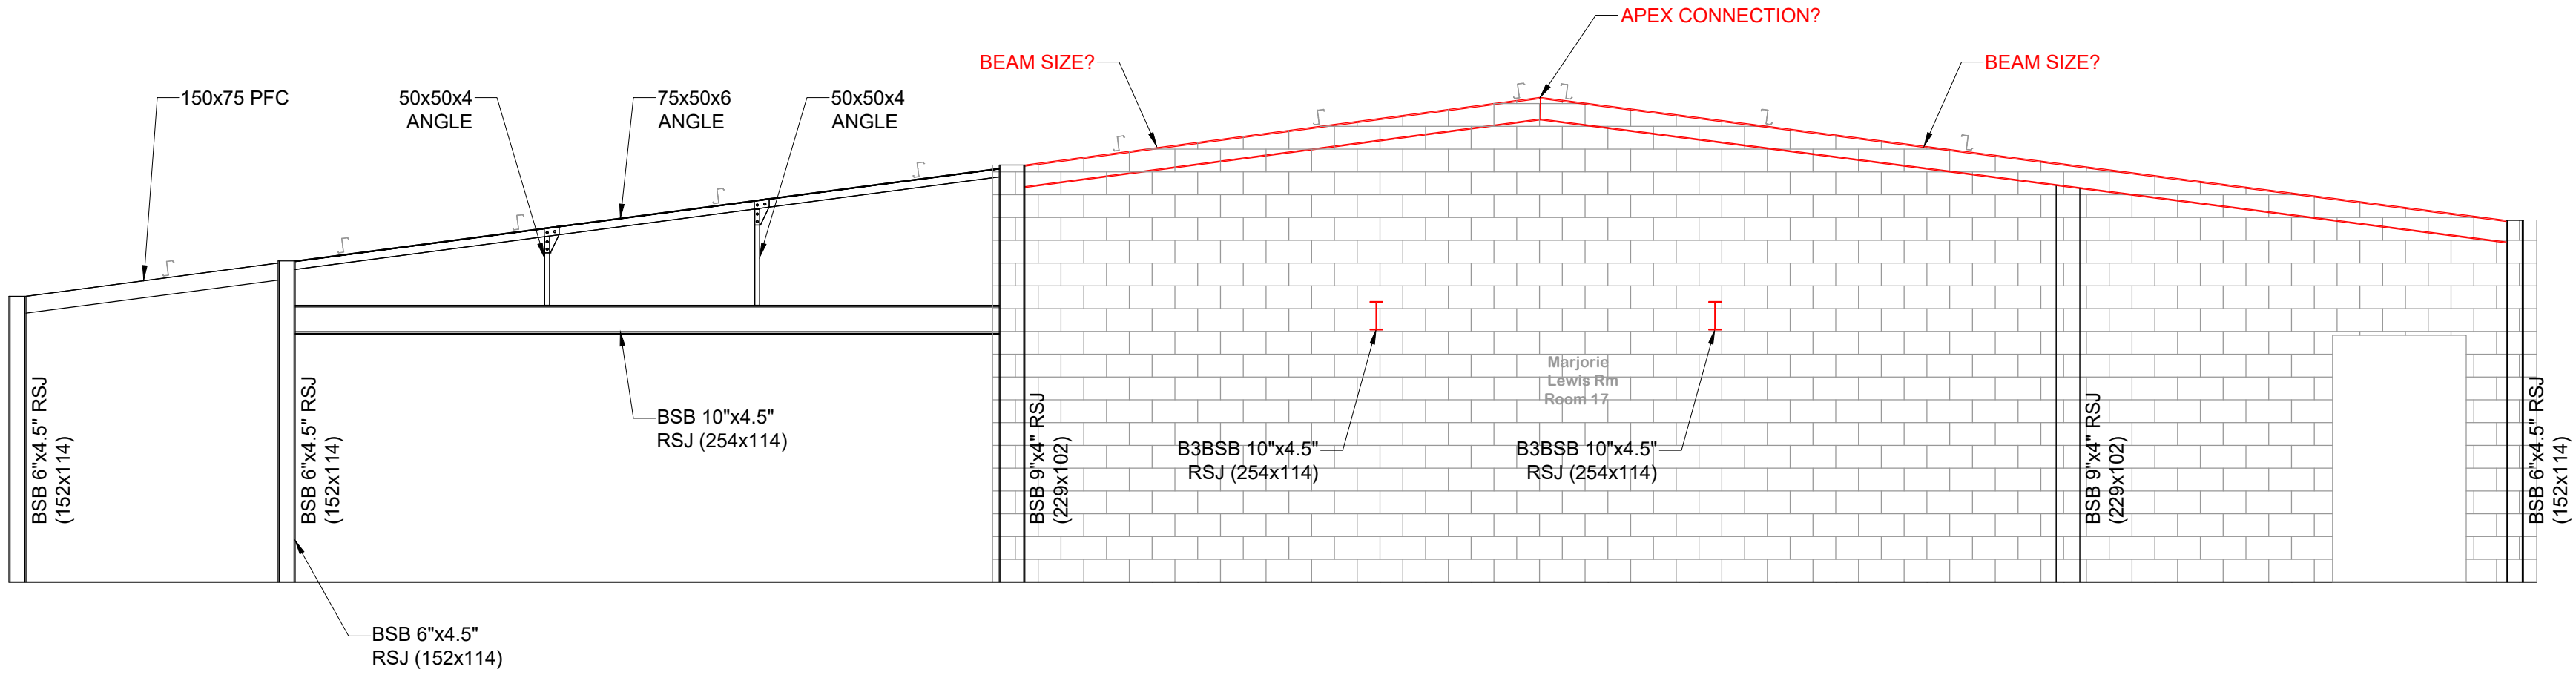 APEX CONNECTION?
BEAM SIZE?
BEAM SIZE?
150x75 PFC
50x50x4
ANGLE
75x50x6
ANGLE
50x50x4
ANGLE
Marjorie
Lewis Rm
Room 17
BSB 6"x4.5" RSJ
(152x114)
BSB 6"x4.5" RSJ
(152x114)
BSB 10"x4.5"
RSJ (254x114)
BSB 9"x4" RSJ
(229x102)
B3BSB 10"x4.5"
RSJ (254x114)
B3BSB 10"x4.5"
RSJ (254x114)
BSB 9"x4" RSJ
(229x102)
BSB 6"x4.5" RSJ
(152x114)
BSB 6"x4.5"
RSJ (152x114)